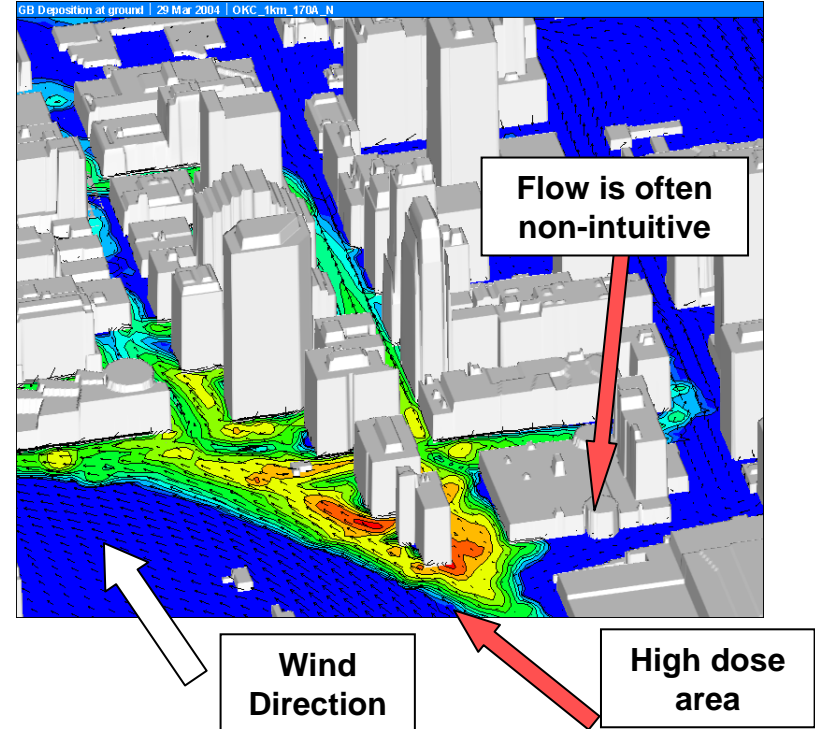 GB Deposition at ground | 29 Mar 2004 | OKC_1km_170A_N
Flow is often
non-intuitive
Wind
Direction
High dose
area